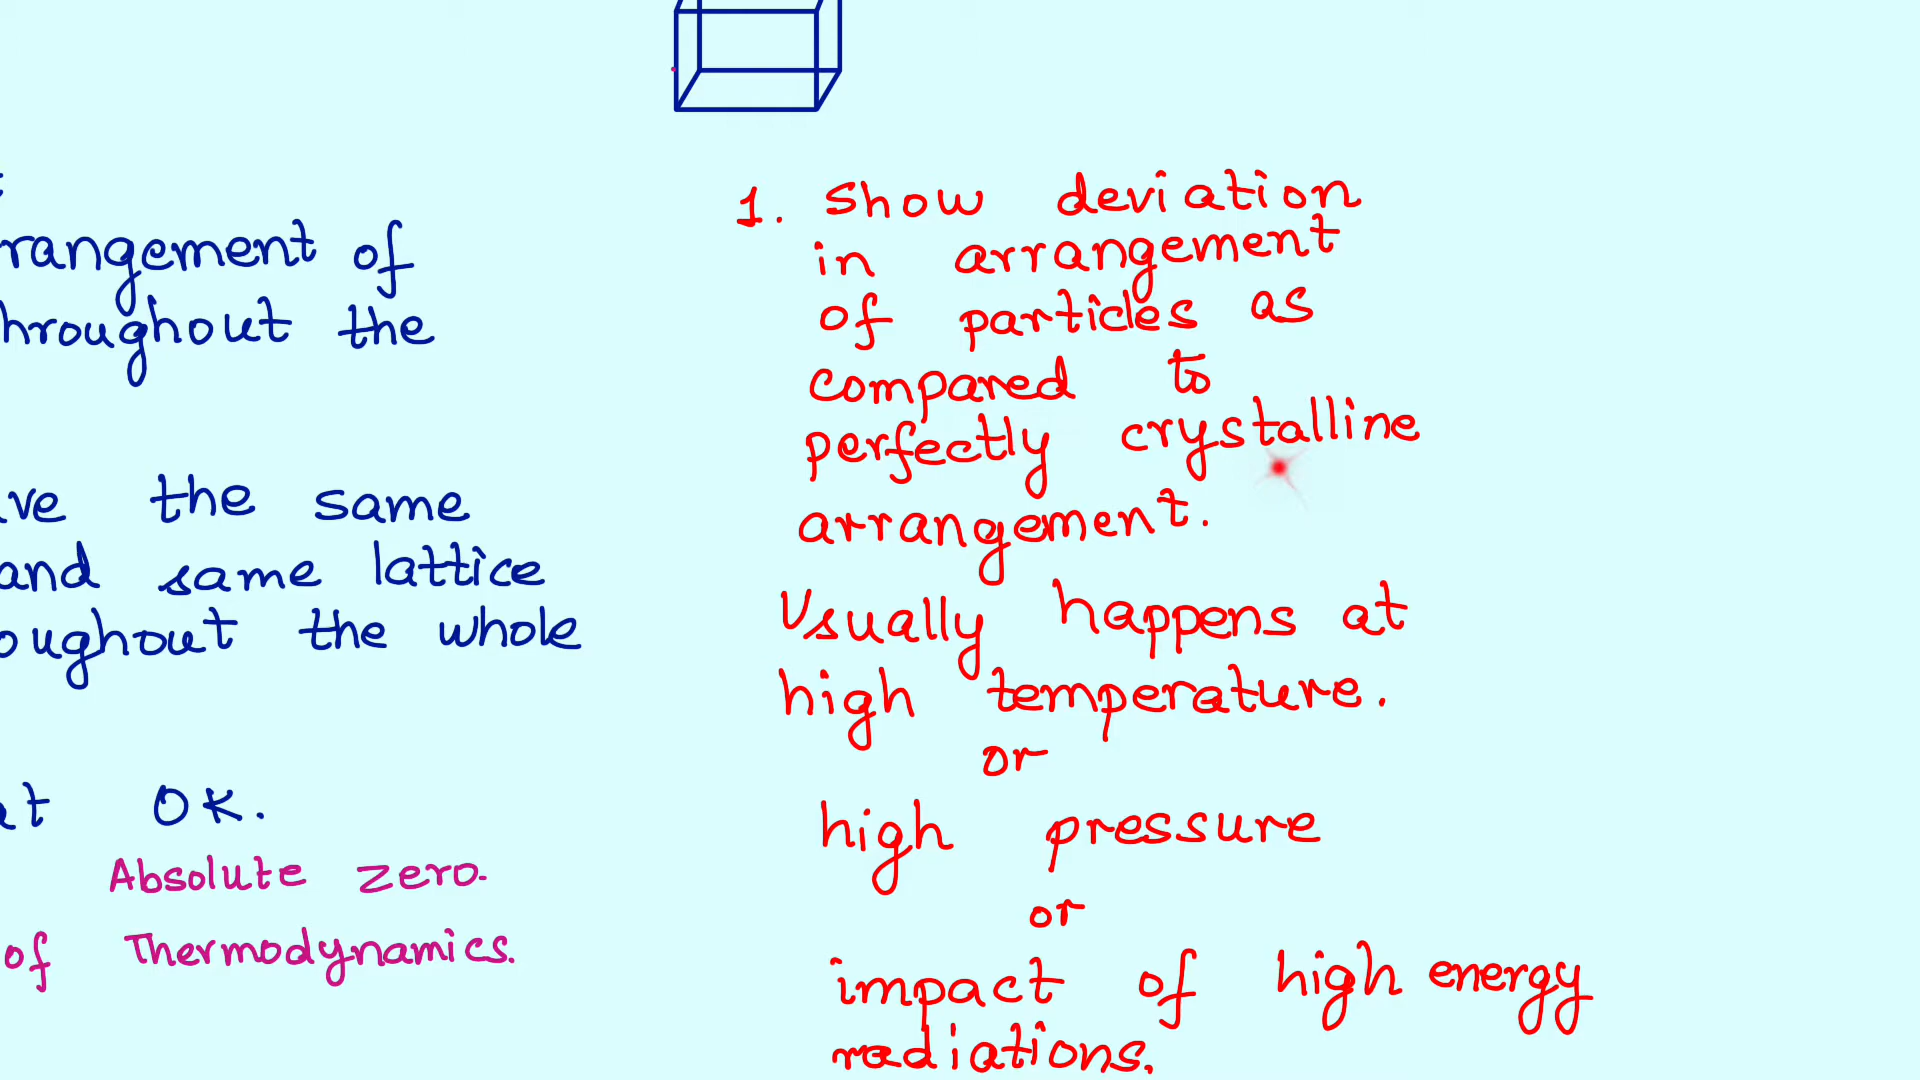 rangement of
hroughout the
ve the same
and same lattice
oughout the whole
at OK.
Absolute zero.
of Thermodynamics.
1. Show deviation
in arrangement
of particles as
compared to
perfectly crystalline
arrangement.
Usually happens at
high temperature.
or
high pressure
or
impact of high energy
radiations.